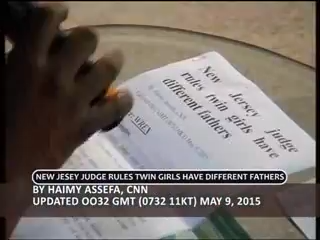 New Jersey judge
rules twin girls have
different fathers
NEW JESEY JUDGE RULES TWIN GIRLS HAVE DIFFERENT FATHERS
BY HAIMY ASSEFA, CNN
UPDATED OO32 GMT (0732 11KT) MAY 9, 2015